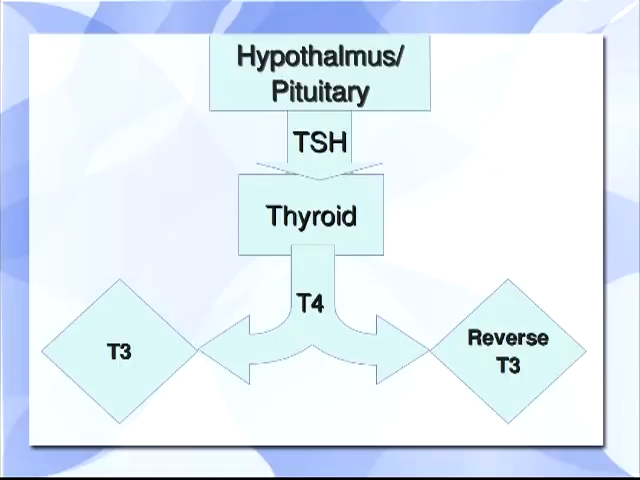 Hypothalmus/
Pituitary
TSH
Thyroid
T4
T3
Reverse
T3